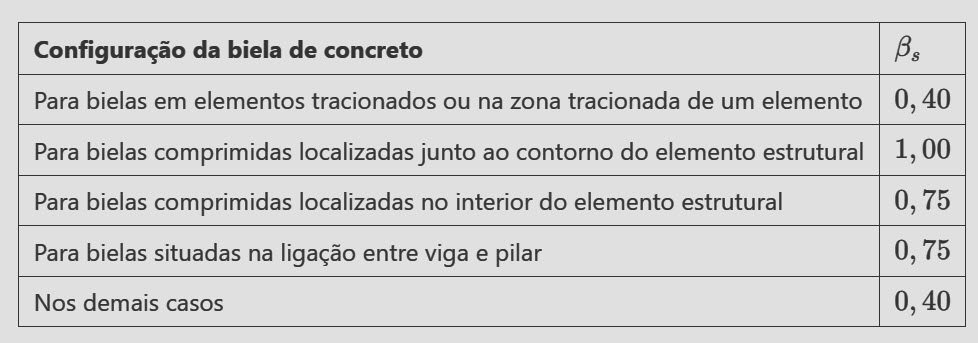 Configuração da biela de concreto βₛ
Para bielas em elementos tracionados ou na zona tracionada de um elemento 0,40
Para bielas comprimidas localizadas junto ao contorno do elemento estrutural 1,00
Para bielas comprimidas localizadas no interior do elemento estrutural 0,75
Para bielas situadas na ligação entre viga e pilar 0,75
Nos demais casos 0,40